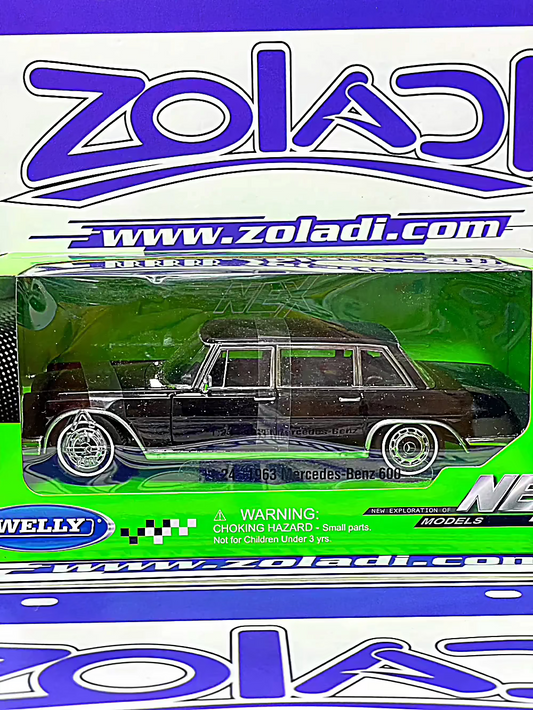 ZOLADI
www.zoladi.com
NEX
1:24 1963 Mercedes-Benz 600
WELLY
WARNING:
CHOKING HAZARD - Small parts.
Not for Children Under 3 yrs.
NEW EXPLORATION OF
MODELS
NE
www.zoladi.com
ZOLADI